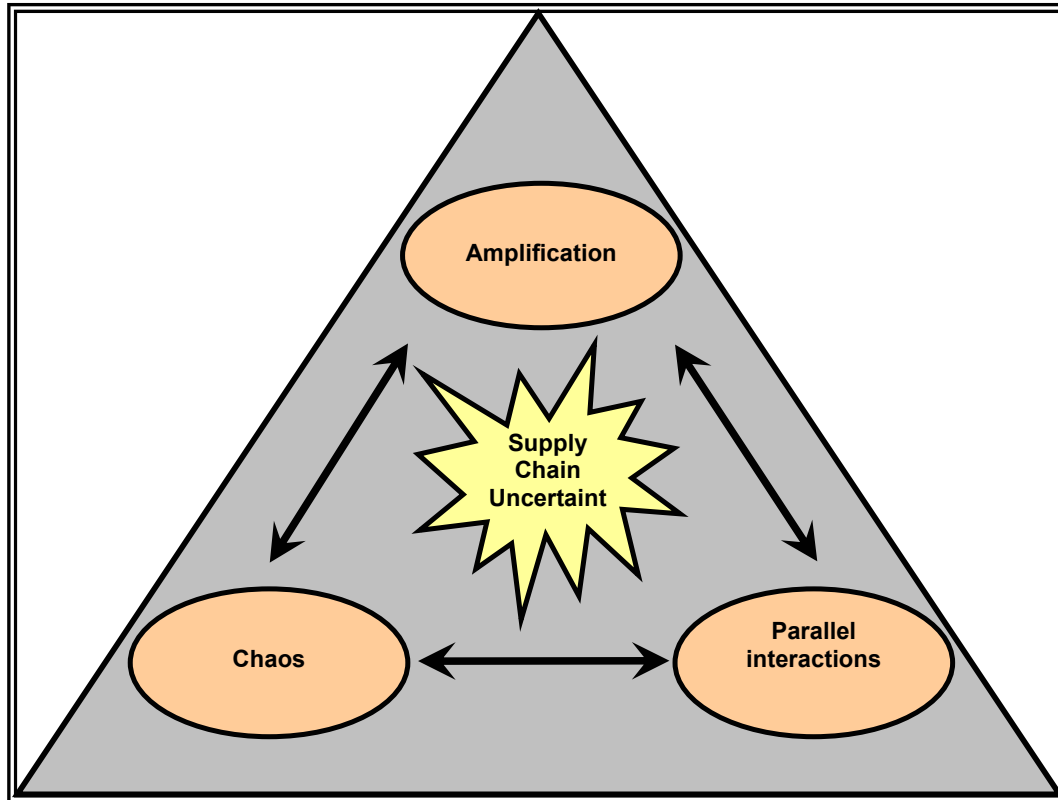 Amplification
Supply
Chain
Uncertaint
Chaos
Parallel
interactions